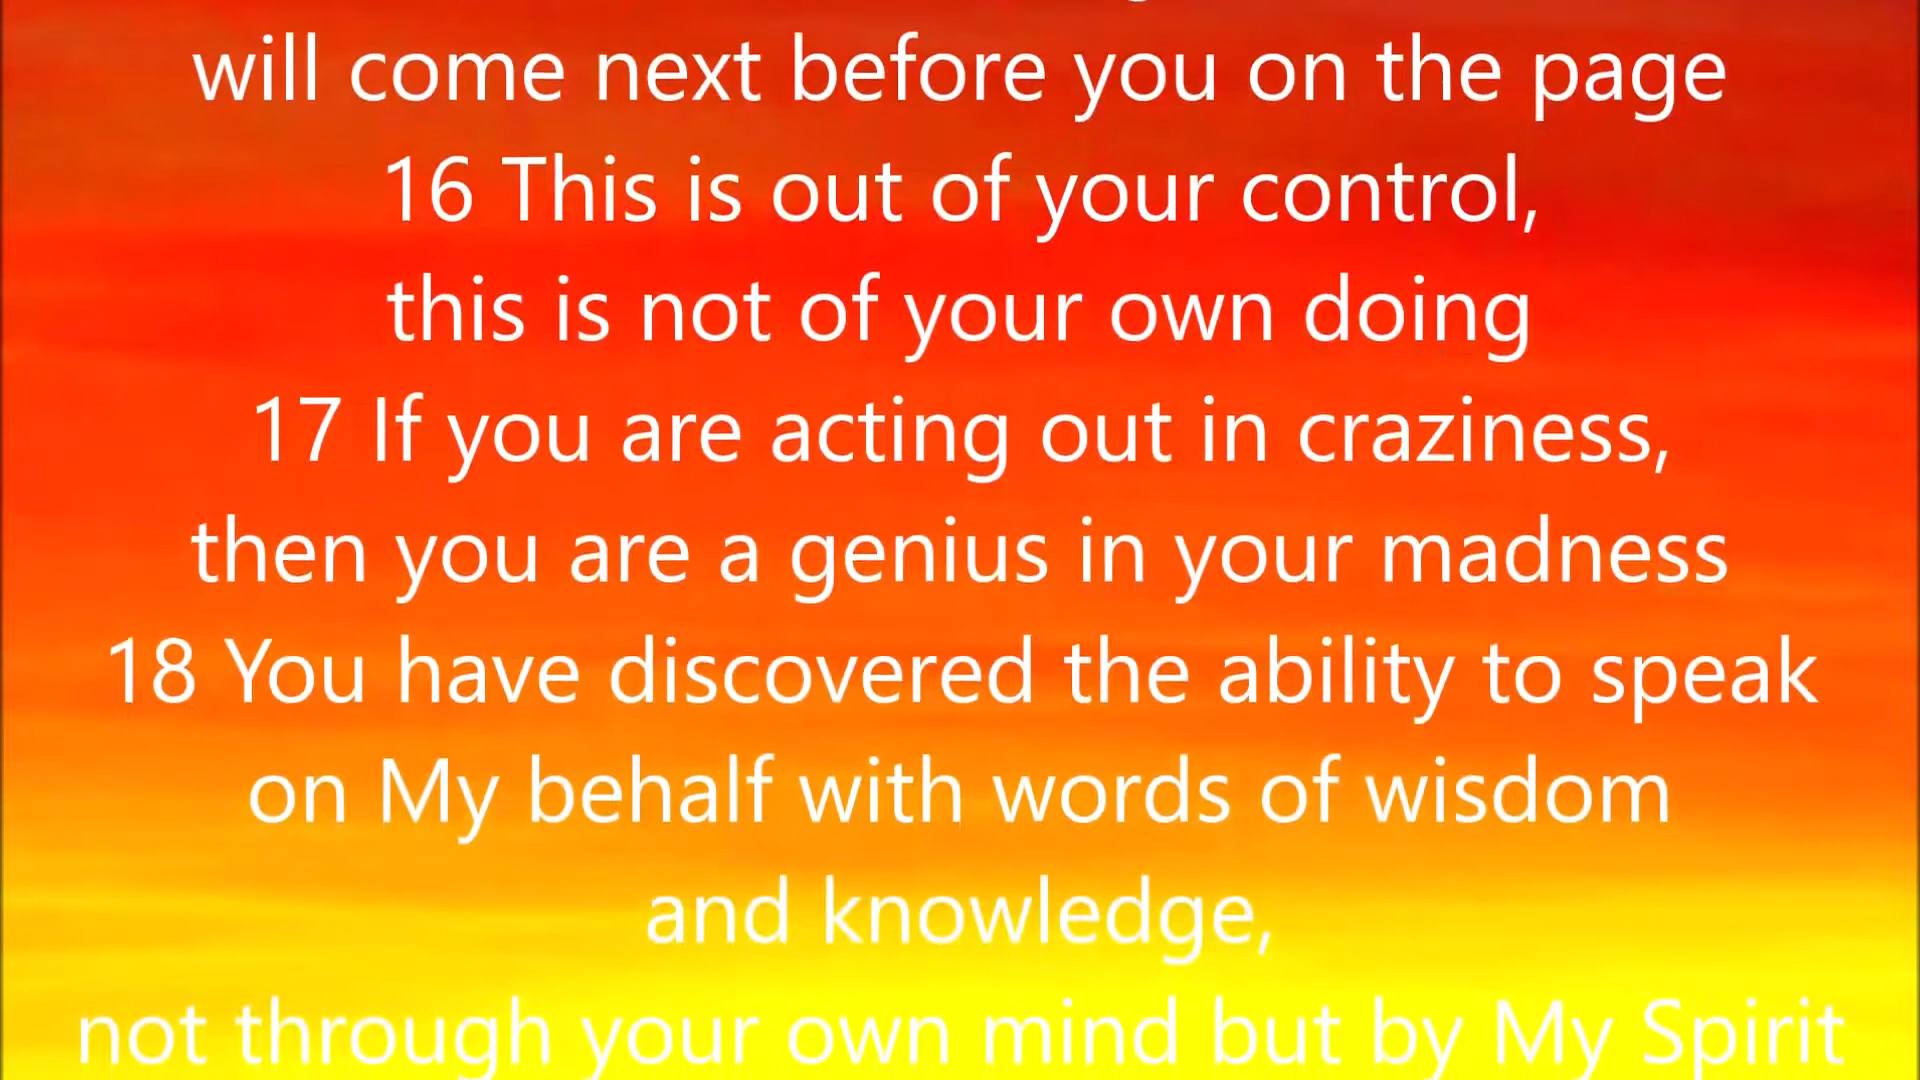 will come next before you on the page
16 This is out of your control,
this is not of your own doing
17 If you are acting out in craziness,
then you are a genius in your madness
18 You have discovered the ability to speak
on My behalf with words of wisdom
and knowledge,
not through your own mind but by My Spirit